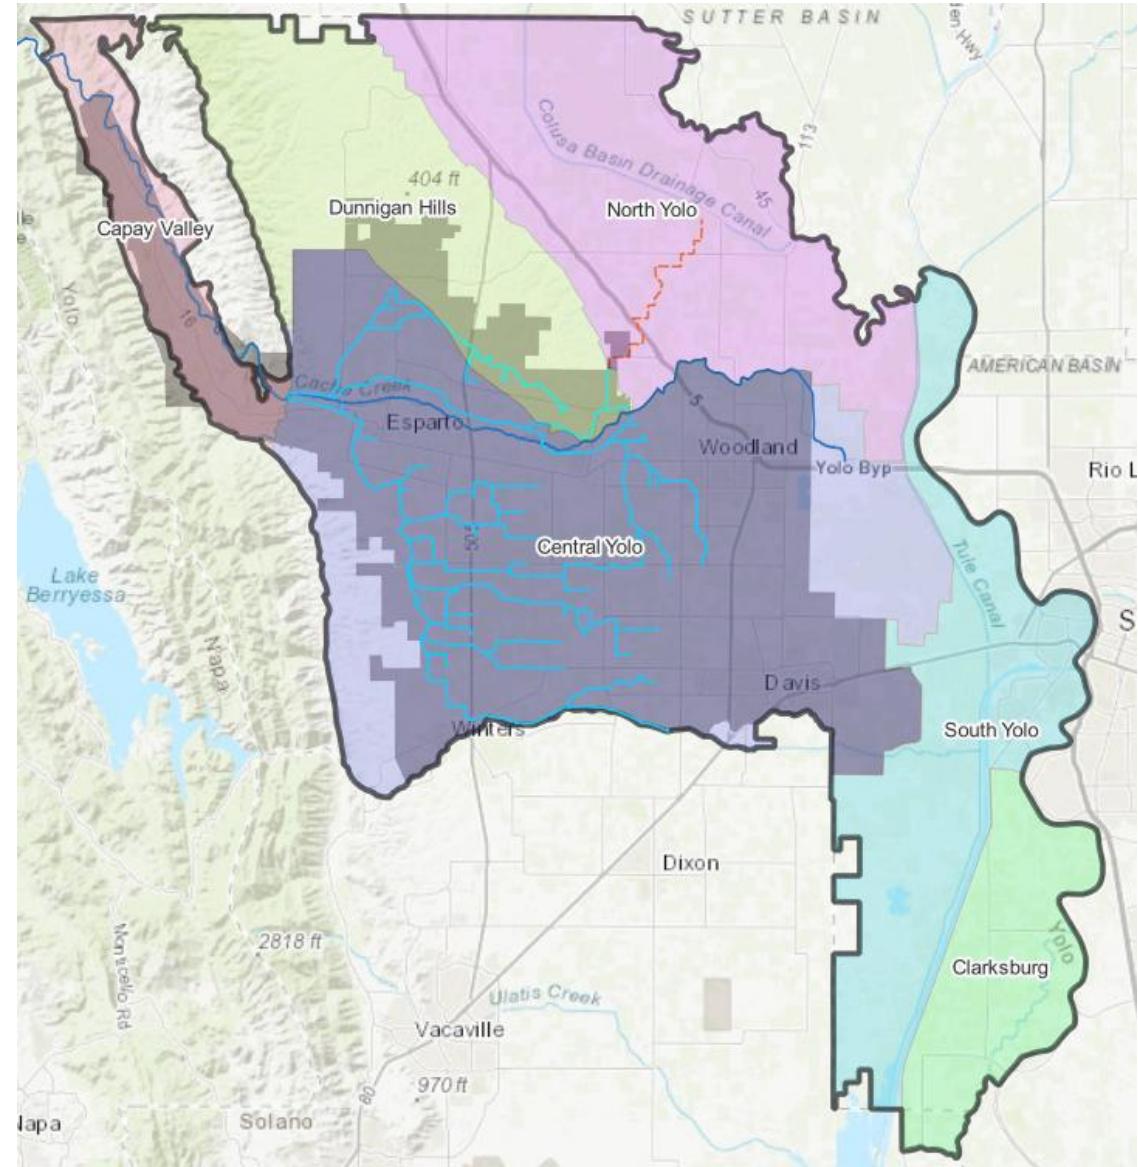 SUTTER BASIN
den Hwy
Colusa Basin Drainage Canal
113
45
404 ft
Dunnigan Hills
North Yolo
Capay Valley
Yolo
16
AMERICAN BASIN
Cache Creek
Esparto
5
Woodland
Yolo Byp
Rio L
505
Central Yolo
Tule Canal
Lake
Berryessa
S
Napa
Davis
Winters
South Yolo
Dixon
2818 ft
Monticello Rd
Yolo
Clarksburg
Ulatis Creek
Vacaville
970 ft
80
Napa
Solano